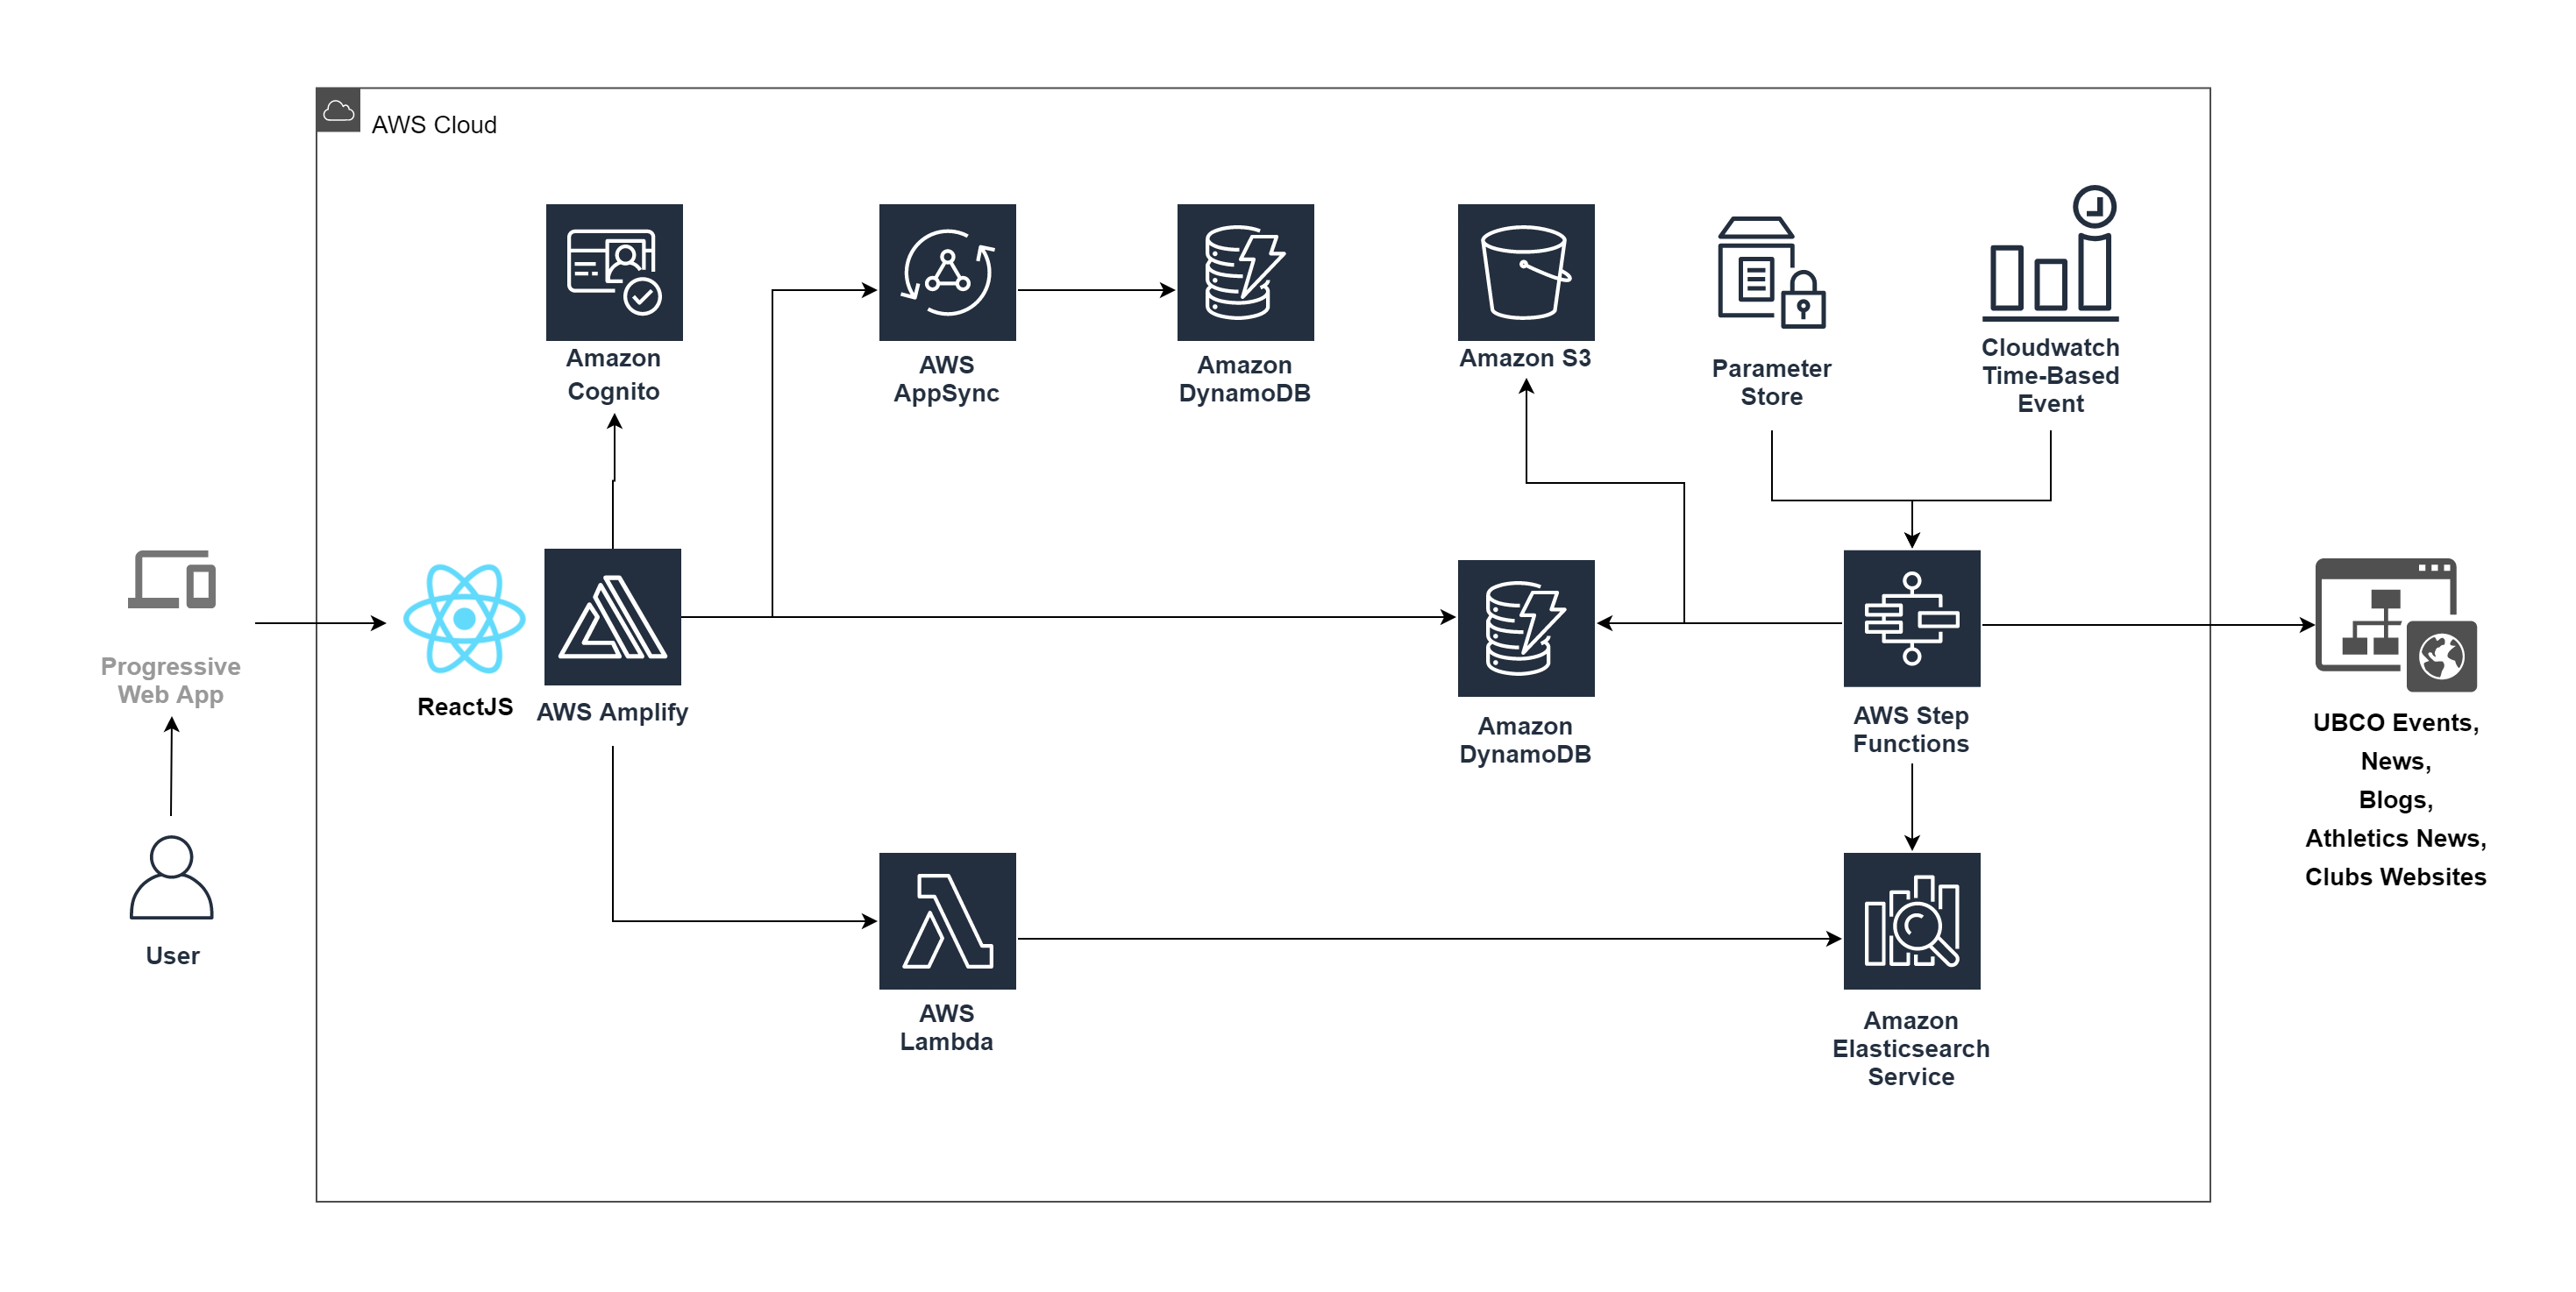 AWS Cloud
Amazon
Cognito
AWS
AppSync
Amazon
DynamoDB
Amazon S3
Parameter
Store
Cloudwatch
Time-Based
Event
Progressive
Web App
ReactJS
AWS Amplify
Amazon
DynamoDB
AWS Step
Functions
UBCO Events,
News,
Blogs,
Athletics News,
Clubs Websites
User
AWS
Lambda
Amazon
Elasticsearch
Service